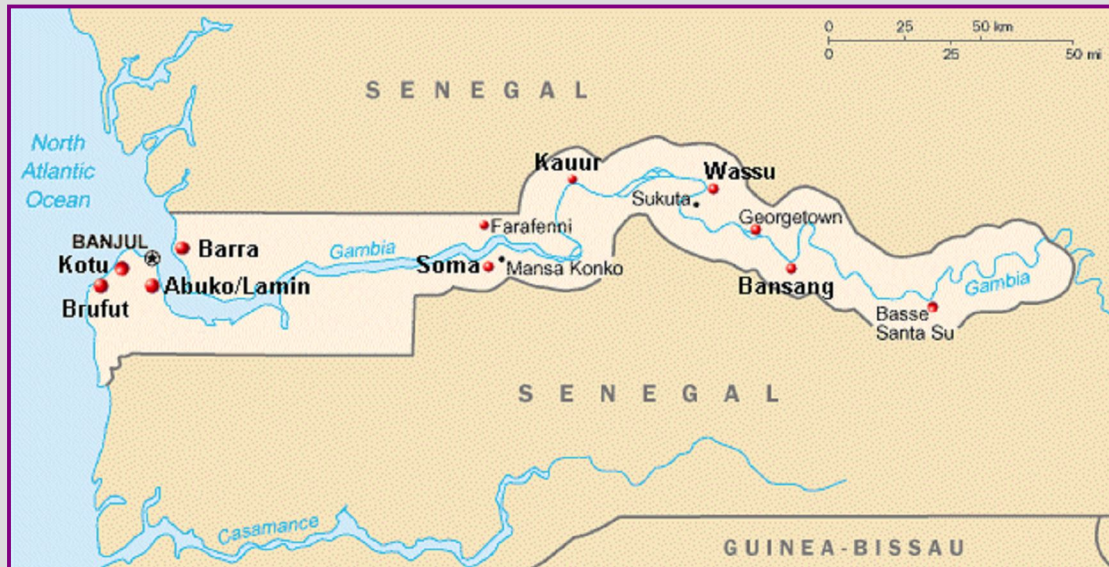 0 25 50 km
0 25 50 mi
SENEGAL
North
Atlantic
Ocean
Kauur
Wassu
Sukuta
Georgetown
Farafenni
BANJUL
Barra
Gambia
Kotu
Soma
Mansa Konko
Abuko/Lamin
Bansang
Gambia
Brufut
Basse
Santa Su
SENEGAL
Casamance
GUINEA-BISSAU